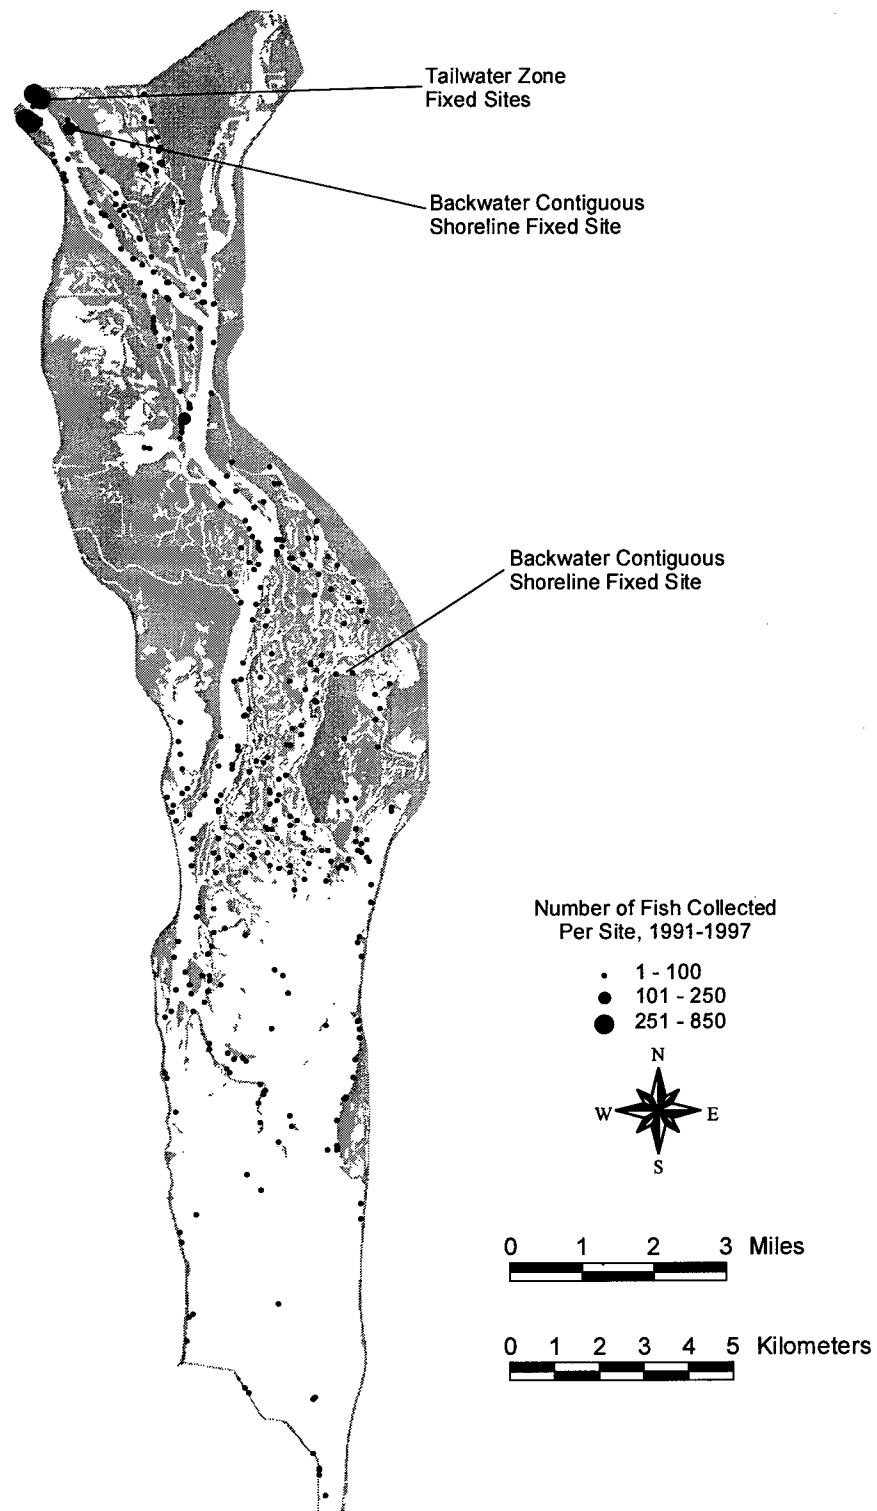 Tailwater Zone
Fixed Sites
Backwater Contiguous
Shoreline Fixed Site
Backwater Contiguous
Shoreline Fixed Site
Number of Fish Collected
Per Site, 1991-1997
1 - 100
101 - 250
251 - 850
N
W E
S
0 1 2 3 Miles
0 1 2 3 4 5 Kilometers